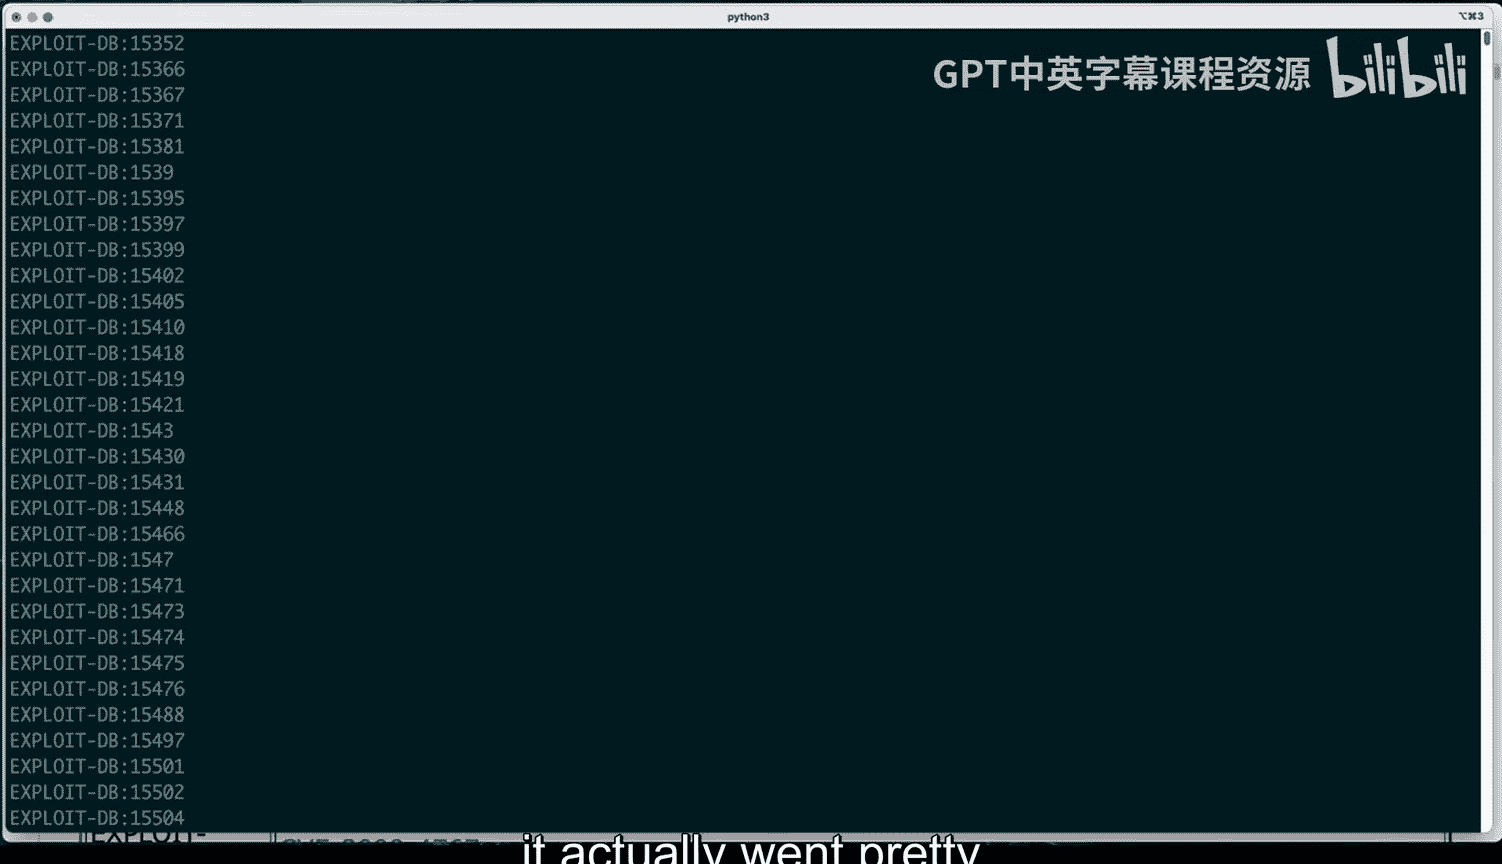 python3
⌥⌘3
GPT中英字幕课程资源 bilibili
EXPLOIT-DB:15352
EXPLOIT-DB:15366
EXPLOIT-DB:15367
EXPLOIT-DB:15371
EXPLOIT-DB:15381
EXPLOIT-DB:1539
EXPLOIT-DB:15395
EXPLOIT-DB:15397
EXPLOIT-DB:15399
EXPLOIT-DB:15402
EXPLOIT-DB:15405
EXPLOIT-DB:15410
EXPLOIT-DB:15418
EXPLOIT-DB:15419
EXPLOIT-DB:15421
EXPLOIT-DB:1543
EXPLOIT-DB:15430
EXPLOIT-DB:15431
EXPLOIT-DB:15448
EXPLOIT-DB:15466
EXPLOIT-DB:1547
EXPLOIT-DB:15471
EXPLOIT-DB:15473
EXPLOIT-DB:15474
EXPLOIT-DB:15475
EXPLOIT-DB:15476
EXPLOIT-DB:15488
EXPLOIT-DB:15497
EXPLOIT-DB:15501
EXPLOIT-DB:15502
EXPLOIT-DB:15504
EXPLOIT-
it actually went pretty